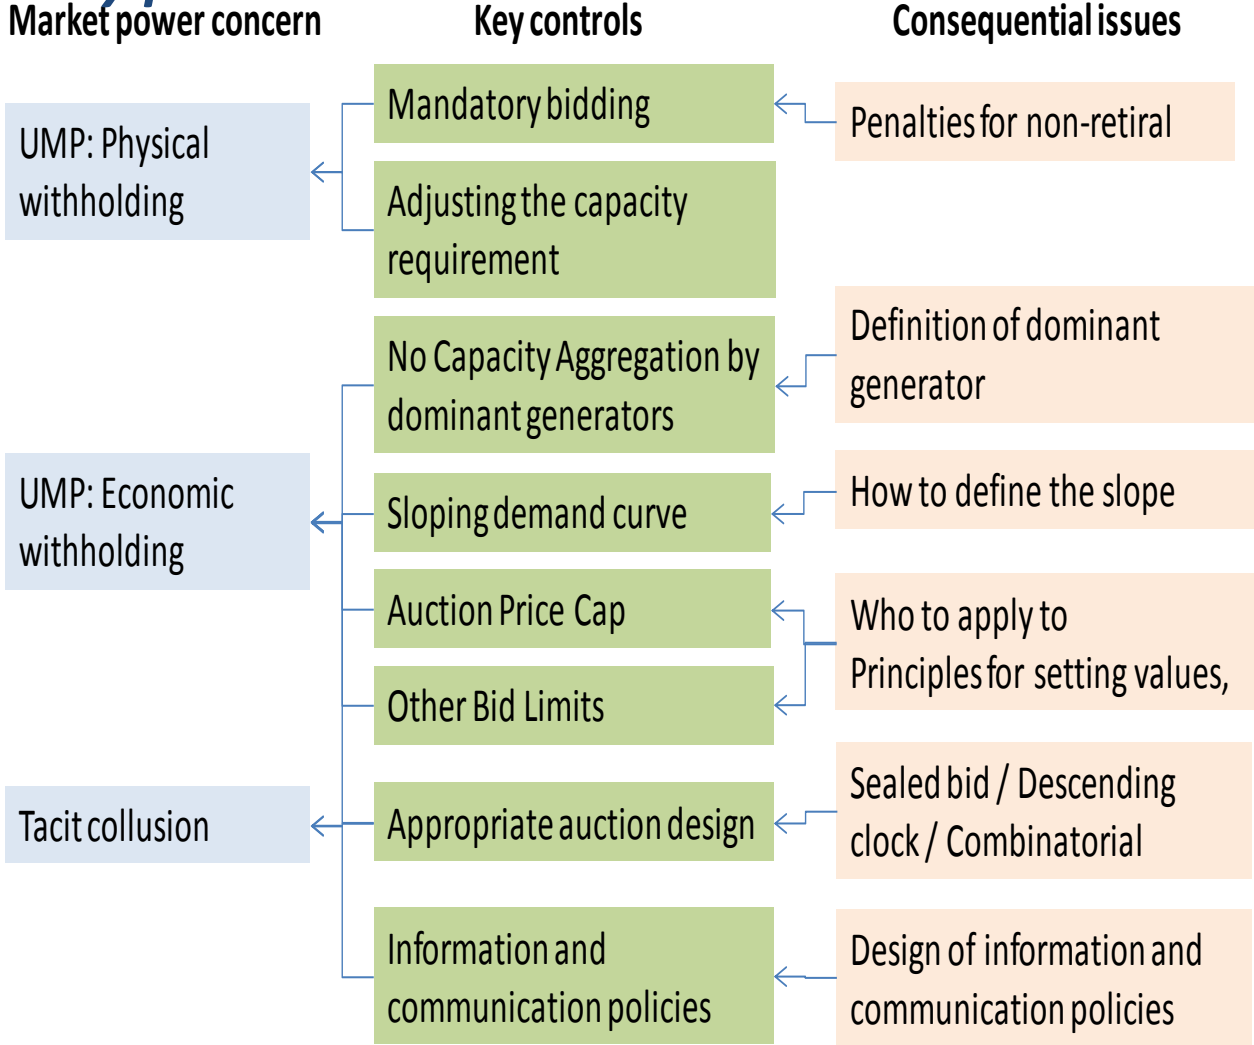 Market power concern
Key controls
Consequential issues
UMP: Physical
withholding
Mandatory bidding
Penalties for non-retiral
Adjusting the capacity
requirement
No Capacity Aggregation by
dominant generators
Definition of dominant
generator
UMP: Economic
withholding
Sloping demand curve
How to define the slope
Auction Price Cap
Who to apply to
Principles for setting values,
Other Bid Limits
Tacit collusion
Appropriate auction design
Sealed bid / Descending
clock / Combinatorial
Information and
communication policies
Design of information and
communication policies